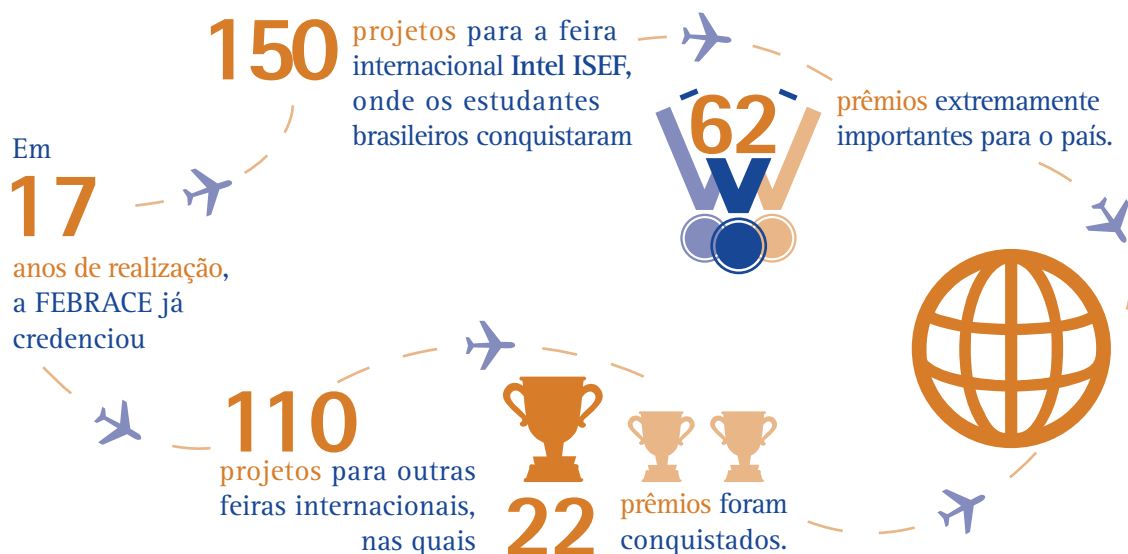 Em
17
anos de realização,
a FEBRACE já
credenciou
150
projetos para a feira
internacional Intel ISEF,
onde os estudantes
brasileiros conquistaram
62
prêmios extremamente
importantes para o país.
110
projetos para outras
feiras internacionais,
nas quais
22
prêmios foram
conquistados.